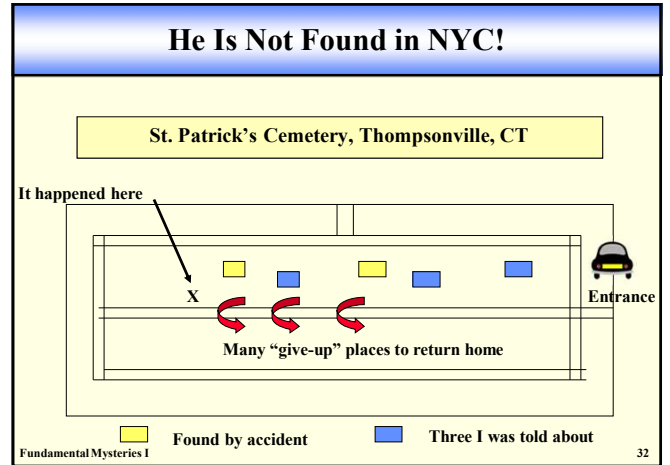 He Is Not Found in NYC!
St. Patrick's Cemetery, Thompsonville, CT
It happened here
X
Entrance
Many “give-up” places to return home
Found by accident
Three I was told about
Fundamental Mysteries I
32